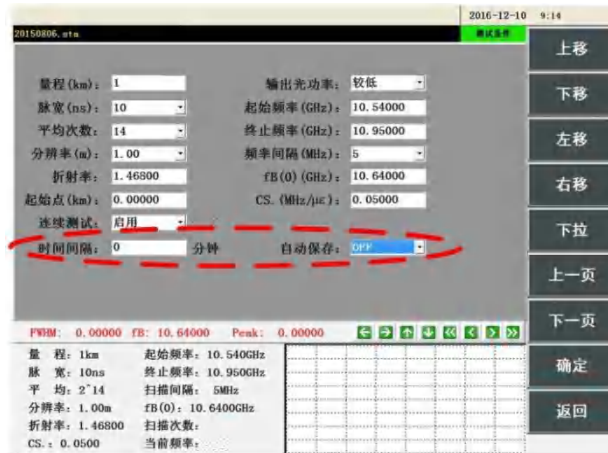 2016-12-10 9:14
20150806.stm
测试条件
量程(km): 1 输出光功率: 较低
脉宽(ns): 10 起始频率(GHz): 10.54000
平均次数: 14 终止频率(GHz): 10.95000
分辨率(m): 1.00 频率间隔(MHz): 5
折射率: 1.46800 fB(0)(GHz): 10.64000
起始点(km): 0.00000 CS.(MHz/με): 0.05000
连续测试: 启用
时间间隔: 0 分钟 自动保存: OFF
FWHM: 0.00000 fB: 10.64000 Peak: 0.00000
量 程: 1km 起始频率: 10.540GHz
脉 宽: 10ns 终止频率: 10.950GHz
平 均: 2^14 扫描间隔: 5MHz
分辨率: 1.00m fB(0): 10.6400GHz
折射率: 1.46800 扫描次数:
CS.: 0.0500 当前频率:
上移
下移
左移
右移
下拉
上一页
下一页
确定
返回